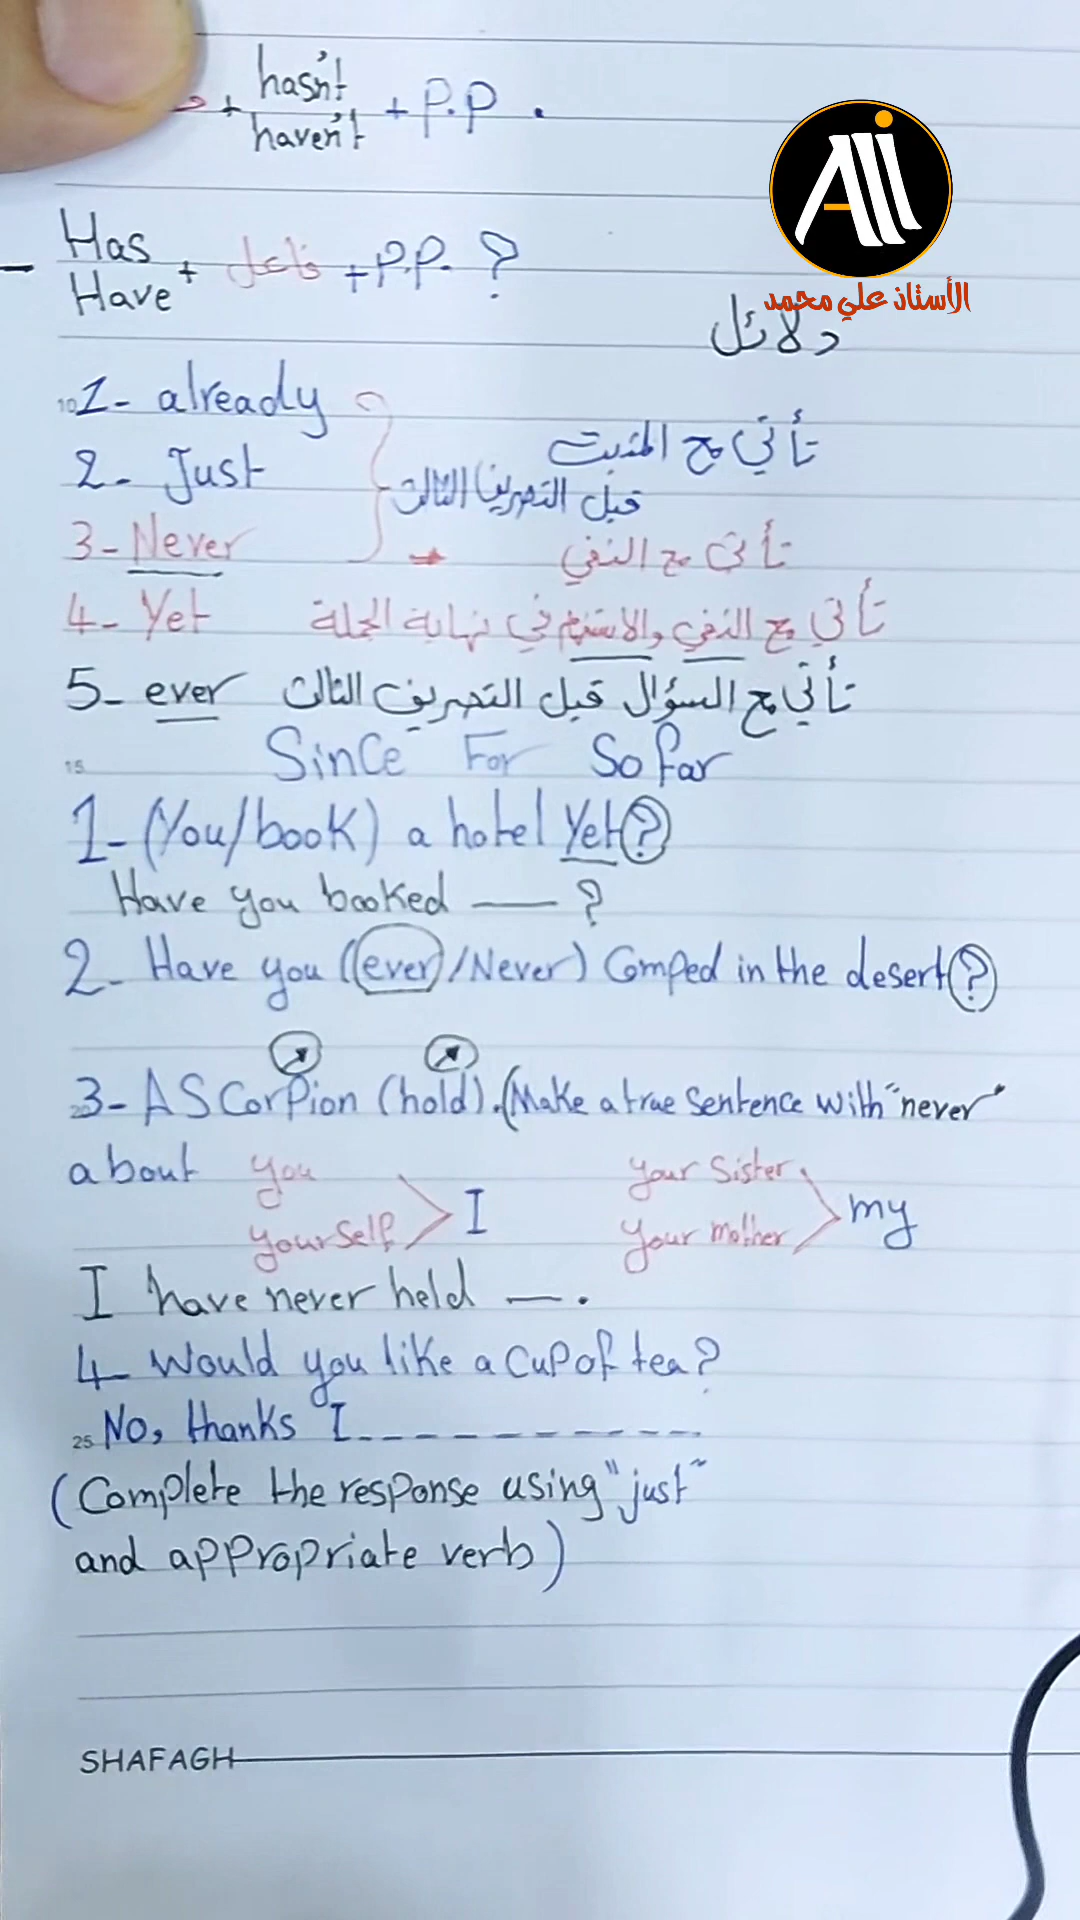 + hasn't + P.P.
haven't
ALi
الأستاذ علي محمد
- Has + فاعل + P.P. ?
Have
دلائل
1- already
2- Just
تأتي مع المثبت
قبل التصريف الثالث
3- Never تأتي مع النفي
4- Yet تأتي مع النفي والاستفهام في نهاية الجملة
5- ever تأتي مع السؤال قبل التصريف الثالث
Since For So far
1- (You/book) a hotel Yet?
Have you booked ——?
2- Have you (ever/Never) Comped in the desert?
3- A SCorpion (hold). (Make a true sentence with "never"
about you
yourself
I
your Sister
your mother
my
I have never held —.
4- Would you like a cup of tea?
No, thanks I-----------
(Complete the response using "just"
and appropriate verb)
10
15
25
SHAFAGH